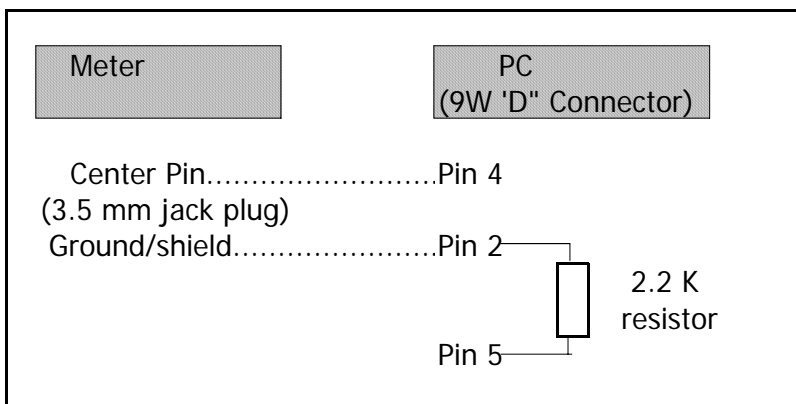 Meter PC
(9W 'D" Connector)
Center Pin.........................Pin 4
(3.5 mm jack plug)
Ground/shield......................Pin 2
2.2 K
resistor
Pin 5